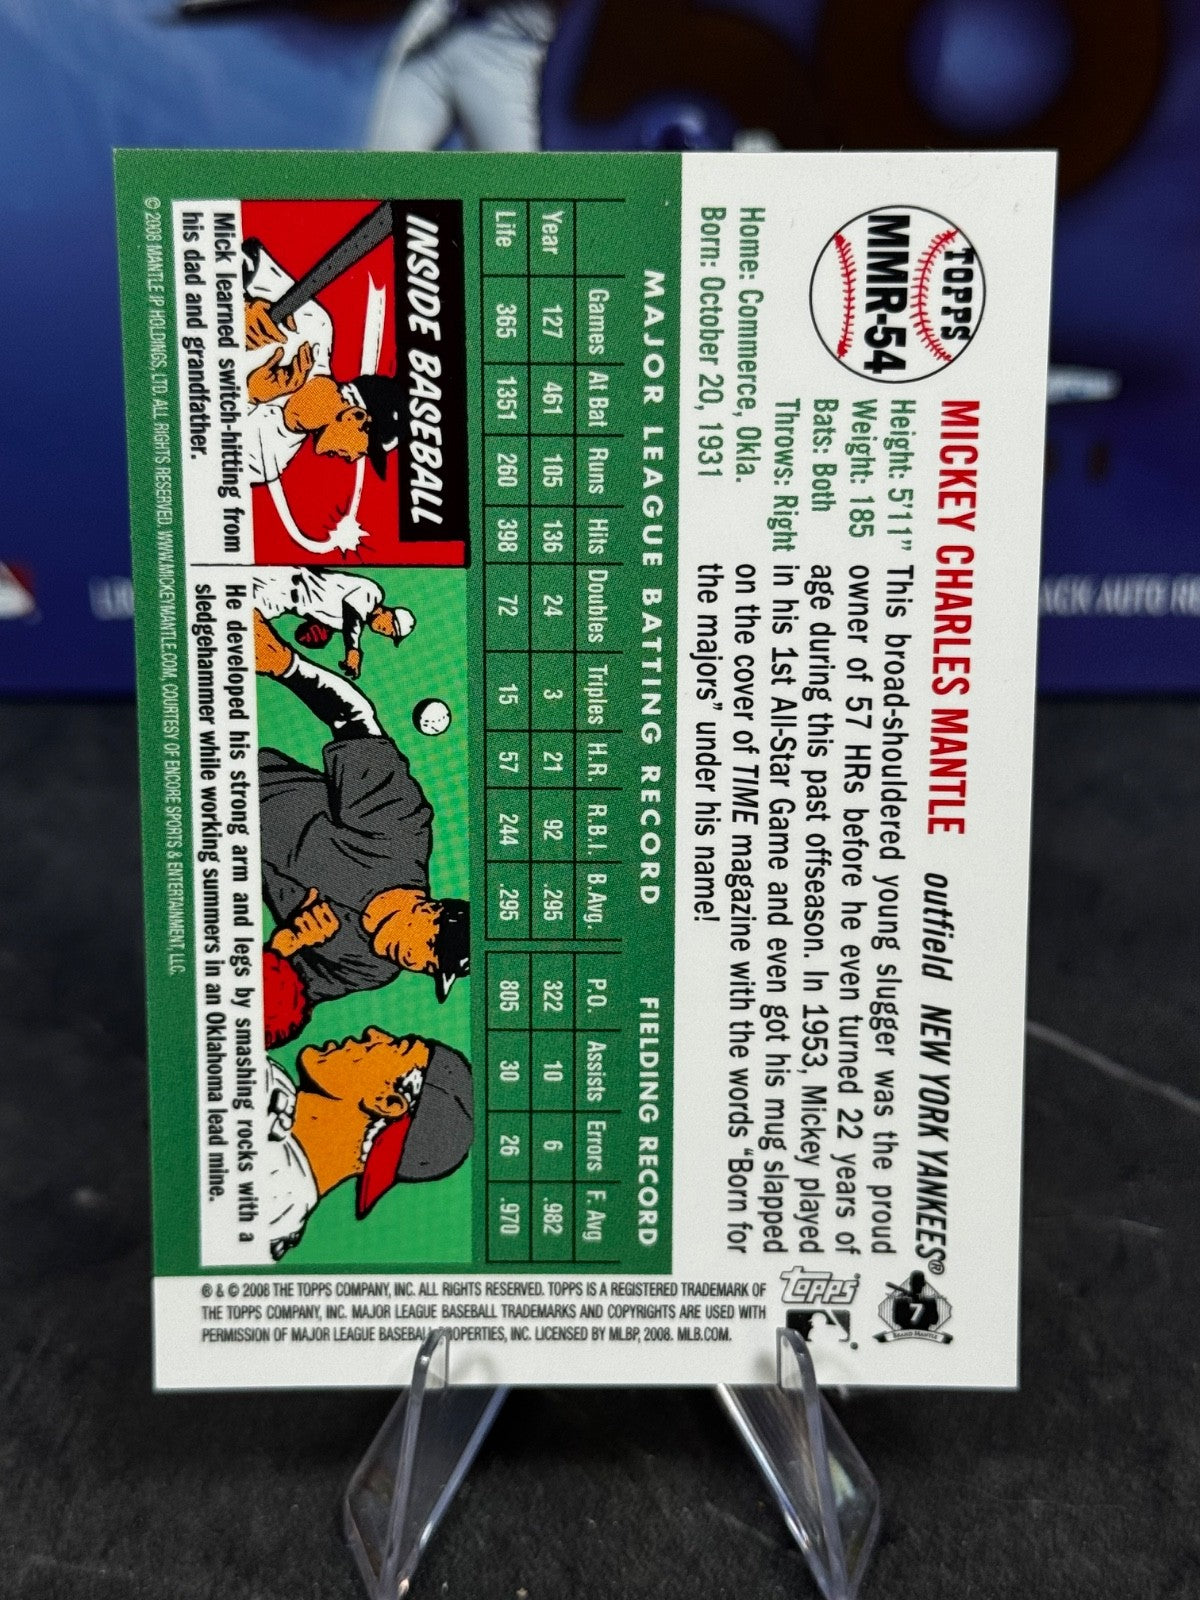 TOPPS
MMR-54
MICKEY CHARLES MANTLE outfield NEW YORK YANKEES®
Height: 5'11"
Weight: 185
Bats: Both
Throws: Right
Home: Commerce, Okla.
Born: October 20, 1931
This broad-shouldered young slugger was the proud
owner of 57 HRs before he even turned 22 years of
age during this past offseason. In 1953, Mickey played
in his 1st All-Star Game and even got his mug slapped
on the cover of TIME magazine with the words "Born for
the majors" under his name!
7
topps®
MAJOR LEAGUE BATTING RECORD FIELDING RECORD
Games At Bat Runs Hits Doubles Triples H.R. R.B.I. B.Avg. P.O. Assists Errors F. Avg
Year 127 461 105 136 24 3 21 92 .295 322 10 6 .982
Life 365 1351 260 398 72 15 57 244 .295 805 30 26 .970
INSIDE BASEBALL
Mick learned switch-hitting from
his dad and grandfather.
He developed his strong arm and legs by smashing rocks with a
sledgehammer while working summers in an Oklahoma lead mine.
© 2008 MANTLE IP HOLDINGS, LTD. ALL RIGHTS RESERVED. WWW.MICKEYMANTLE.COM, COURTESY OF ENCORE SPORTS & ENTERTAINMENT, LLC.
® & © 2008 THE TOPPS COMPANY, INC. ALL RIGHTS RESERVED. TOPPS IS A REGISTERED TRADEMARK OF
THE TOPPS COMPANY, INC. MAJOR LEAGUE BASEBALL TRADEMARKS AND COPYRIGHTS ARE USED WITH
PERMISSION OF MAJOR LEAGUE BASEBALL PROPERTIES, INC. LICENSED BY MLBP, 2008. MLB.COM.
AUTO